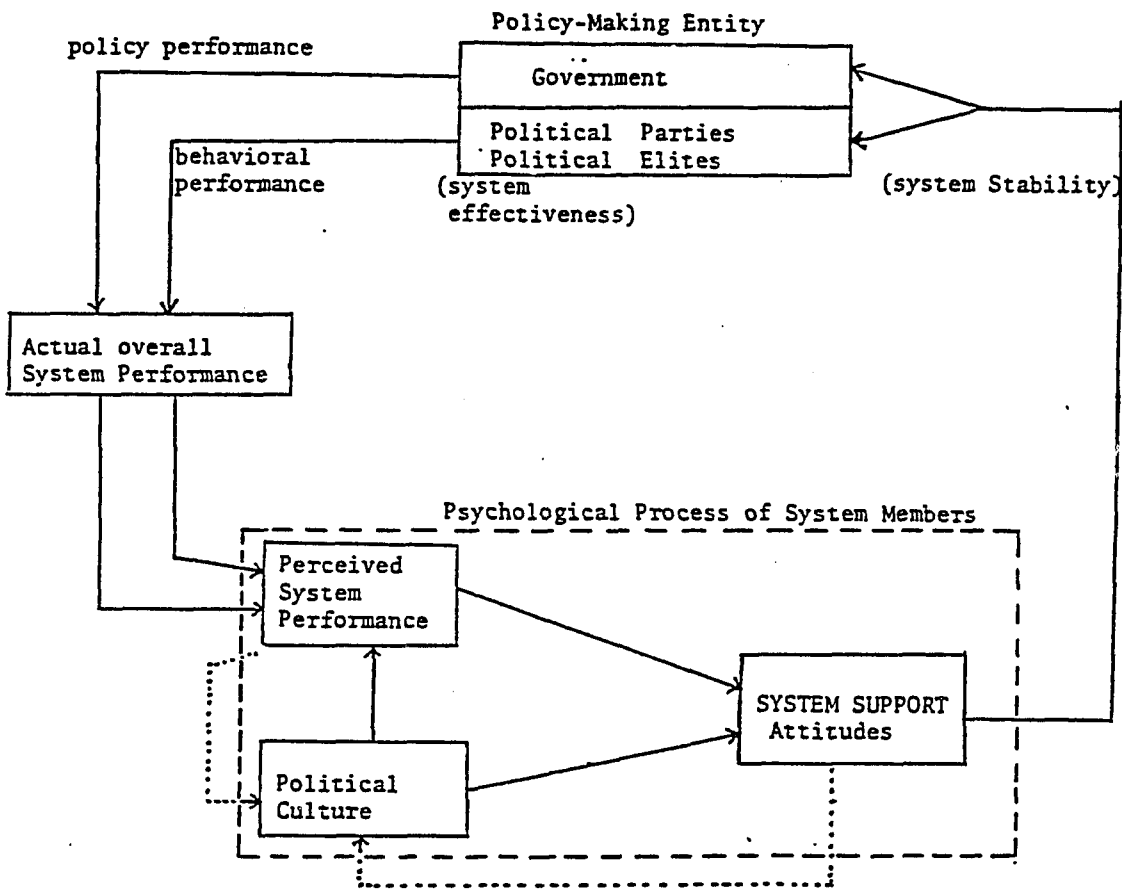 Policy-Making Entity
policy performance
Government
Political Parties
Political Elites
behavioral
performance
(system
effectiveness)
(system Stability)
Actual overall
System Performance
Psychological Process of System Members
Perceived
System
Performance
SYSTEM SUPPORT
Attitudes
Political
Culture